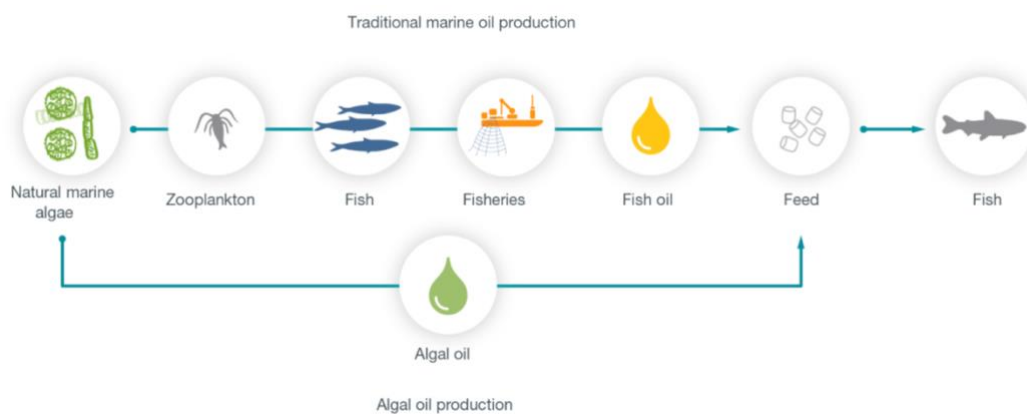 Traditional marine oil production
Natural marine
algae
Zooplankton
Fish
Fisheries
Fish oil
Feed
Fish
Algal oil
Algal oil production